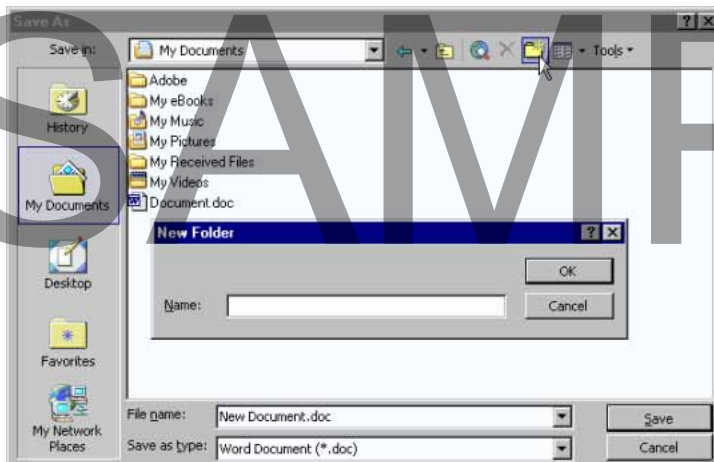 Save As
Save in:
My Documents
Tools
History
My Documents
Desktop
Favorites
My Network Places
Adobe
My eBooks
My Music
My Pictures
My Received Files
My Videos
Document.doc
New Folder
Name:
OK
Cancel
File name:
New Document.doc
Save
Save as type:
Word Document (*.doc)
Cancel
SAMP